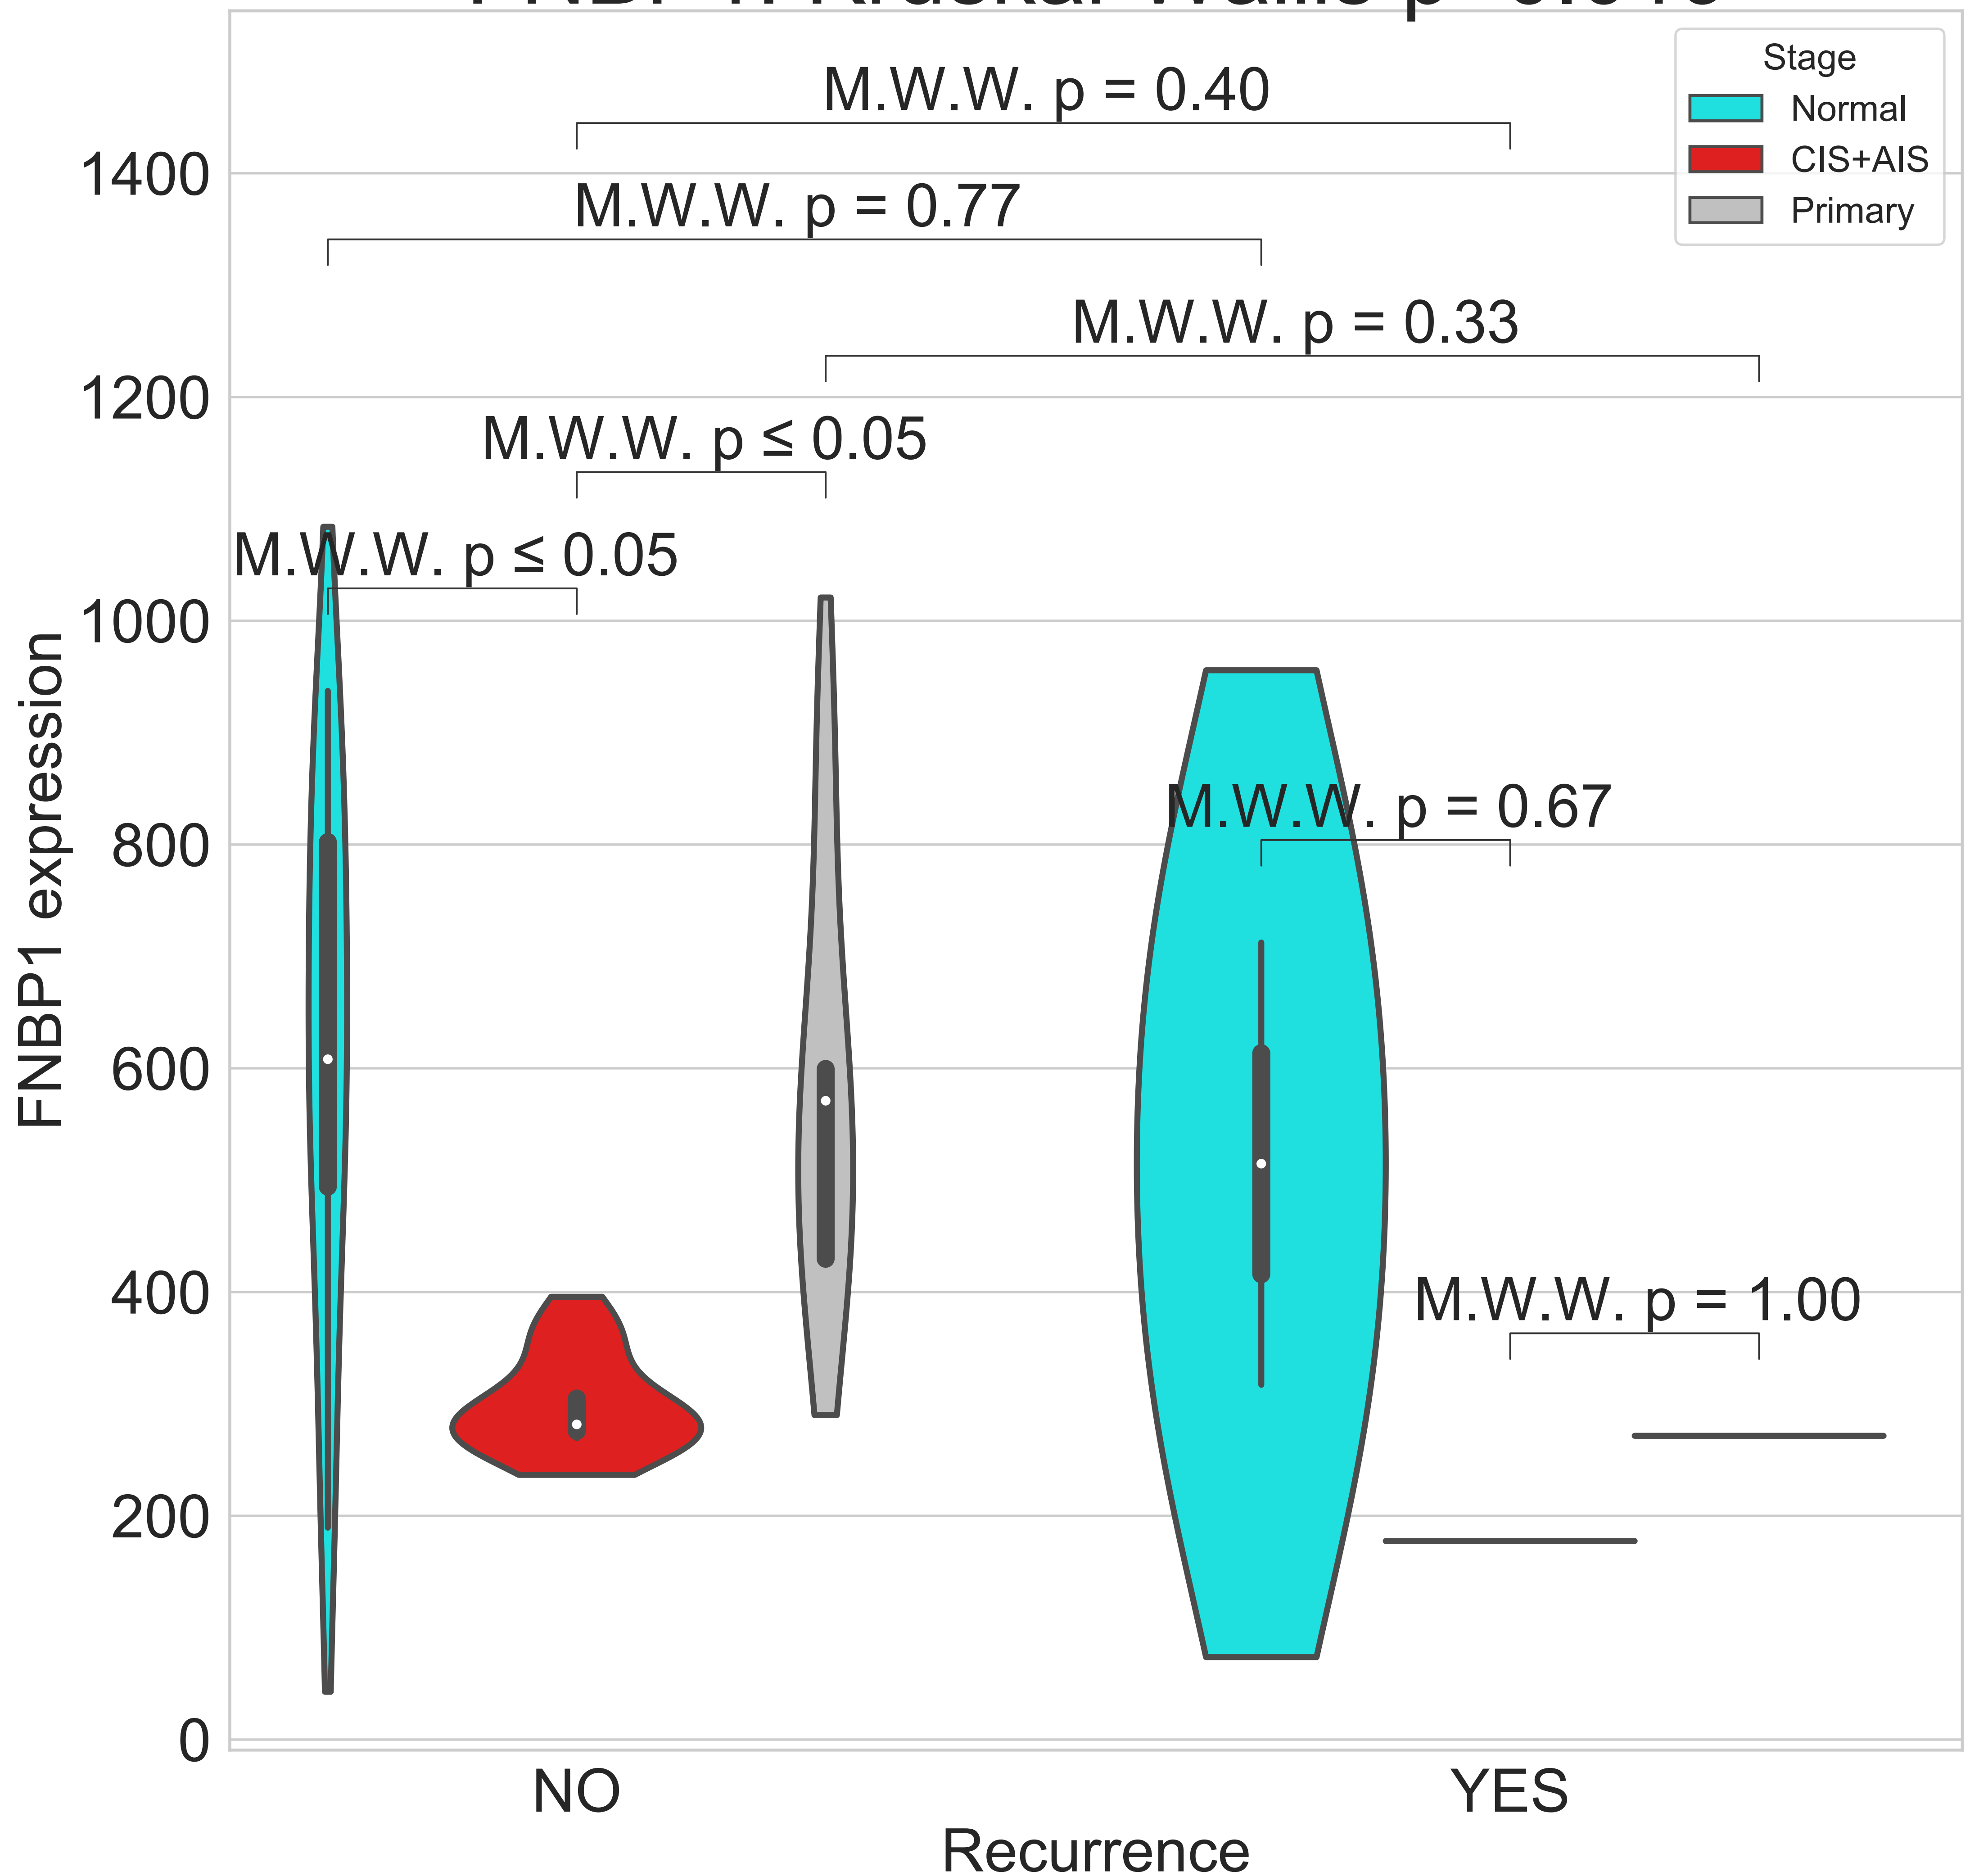 Stage
Normal
CIS+AIS
Primary
M.W.W. p = 0.40
M.W.W. p = 0.77
M.W.W. p = 0.33
M.W.W. p ≤ 0.05
M.W.W. p ≤ 0.05
M.W.W. p = 0.67
M.W.W. p = 1.00
1400
1200
1000
800
600
400
200
0
FNBP1 expression
NO
YES
Recurrence